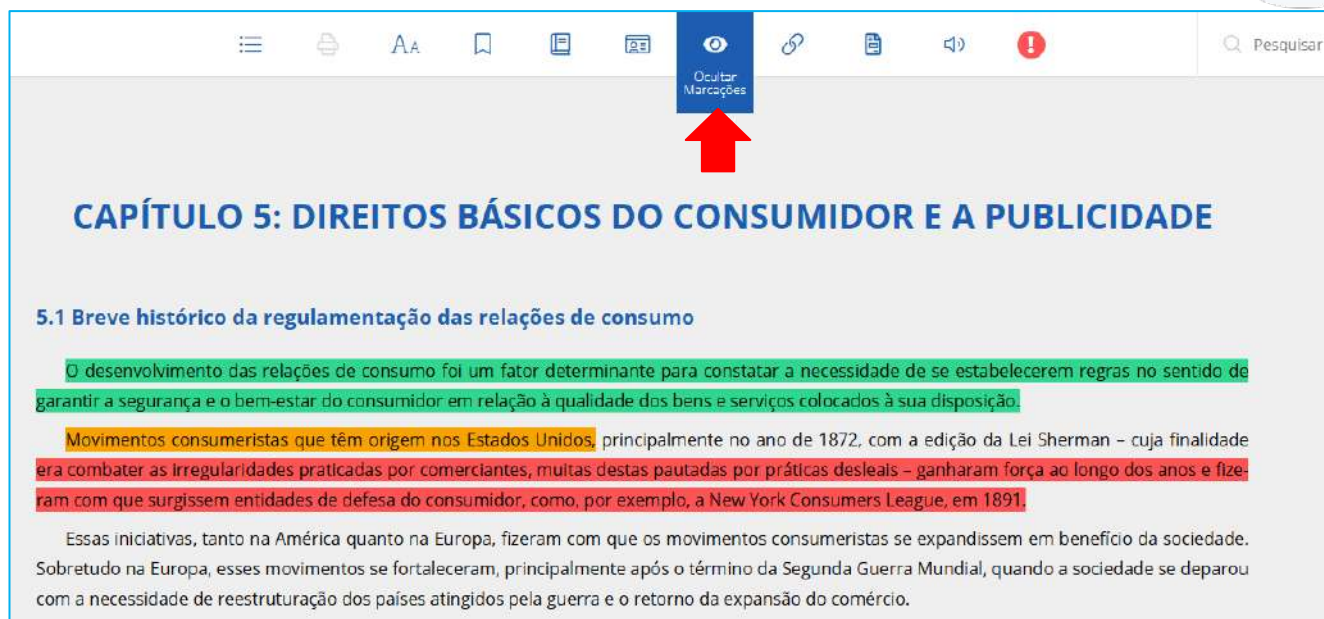 AA
Ocultar
Marcações
Pesquisar
CAPÍTULO 5: DIREITOS BÁSICOS DO CONSUMIDOR E A PUBLICIDADE
5.1 Breve histórico da regulamentação das relações de consumo
O desenvolvimento das relações de consumo foi um fator determinante para constatar a necessidade de se estabelecerem regras no sentido de
garantir a segurança e o bem-estar do consumidor em relação à qualidade dos bens e serviços colocados à sua disposição.
Movimentos consumeristas que têm origem nos Estados Unidos, principalmente no ano de 1872, com a edição da Lei Sherman – cuja finalidade
era combater as irregularidades praticadas por comerciantes, muitas destas pautadas por práticas desleais – ganharam força ao longo dos anos e fize-
ram com que surgissem entidades de defesa do consumidor, como, por exemplo, a New York Consumers League, em 1891.
Essas iniciativas, tanto na América quanto na Europa, fizeram com que os movimentos consumeristas se expandissem em benefício da sociedade.
Sobretudo na Europa, esses movimentos se fortaleceram, principalmente após o término da Segunda Guerra Mundial, quando a sociedade se deparou
com a necessidade de reestruturação dos países atingidos pela guerra e o retorno da expansão do comércio.